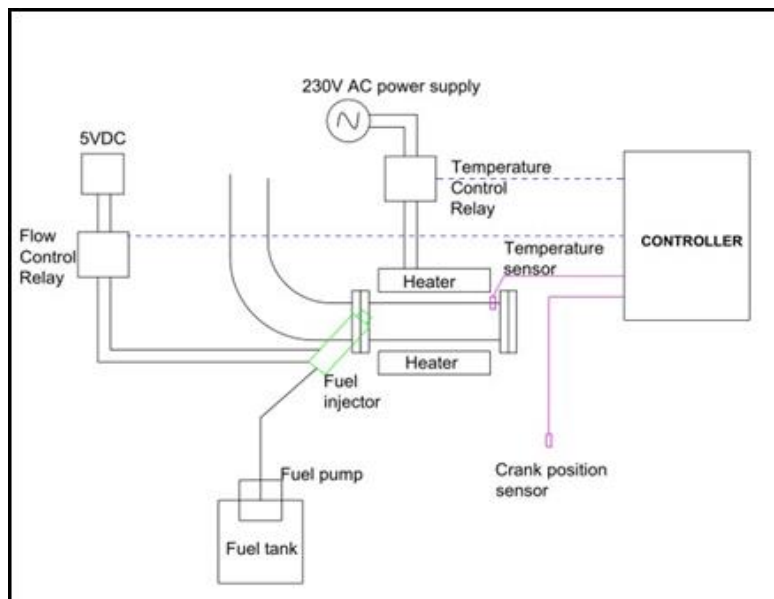 230V AC power supply
5VDC
Temperature
Control
Relay
Flow
Control
Relay
CONTROLLER
Temperature
sensor
Heater
Heater
Fuel
injector
Fuel pump
Crank position
sensor
Fuel tank